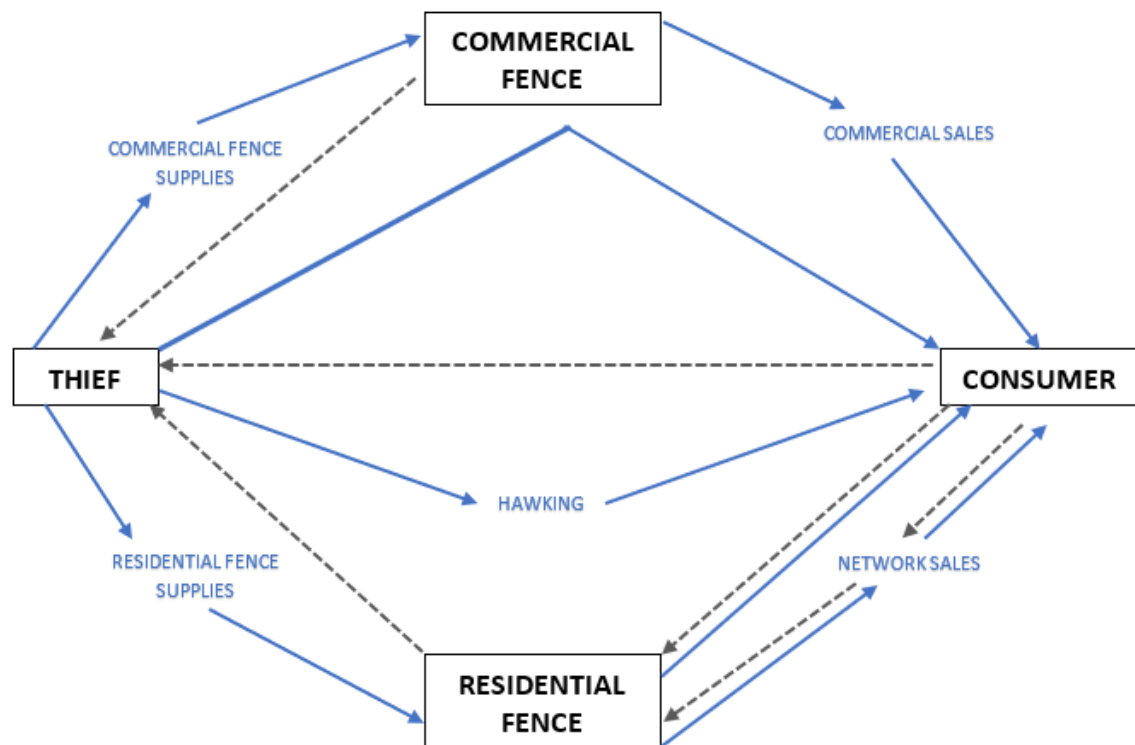 COMMERCIAL
FENCE
COMMERCIAL SALES
COMMERCIAL FENCE
SUPPLIES
THIEF
CONSUMER
HAWKING
RESIDENTIAL FENCE
SUPPLIES
NETWORK SALES
RESIDENTIAL
FENCE